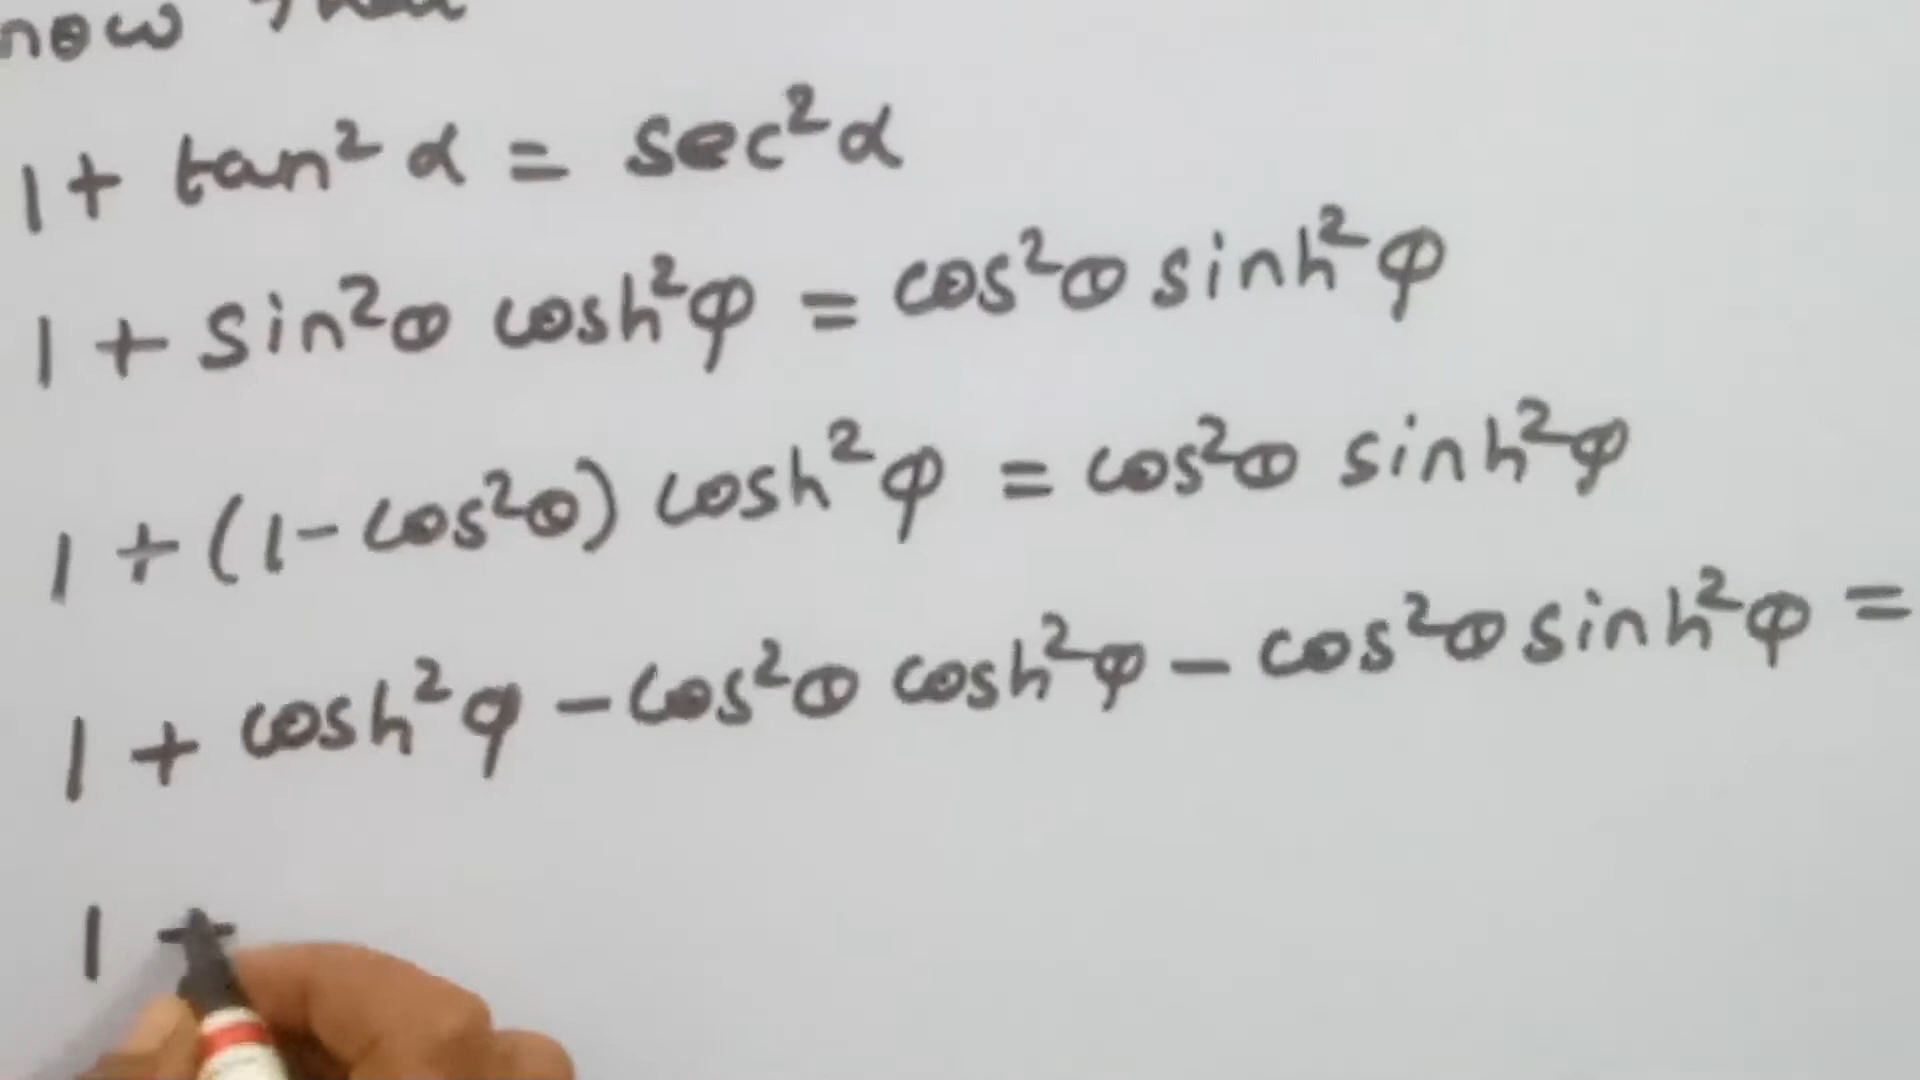 now that
1 + tan²α = sec²α
1 + sin²θ cosh²φ = cos²θ sinh²φ
1 + (1 - cos²θ) cosh²φ = cos²θ sinh²φ
1 + cosh²φ - cos²θ cosh²φ - cos²θ sinh²φ =
1 +